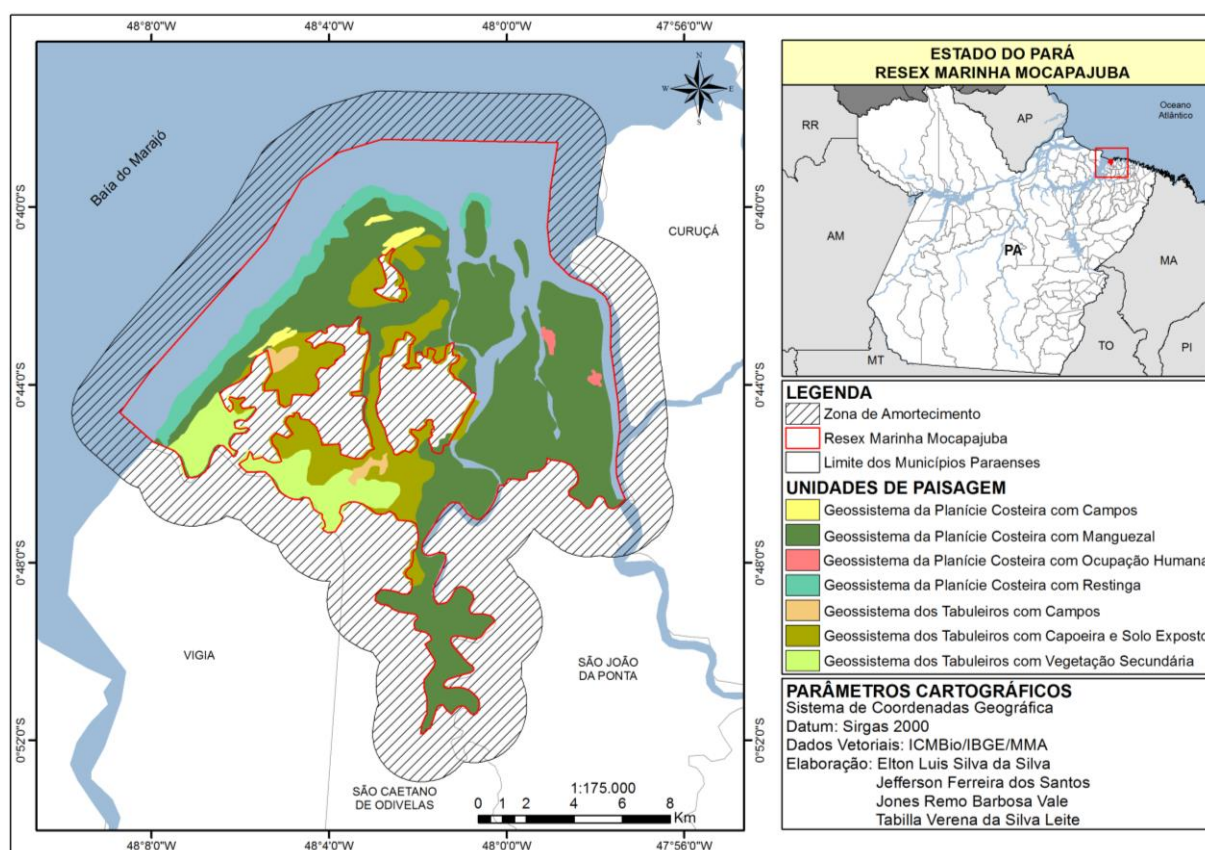 48°8'0"W
48°4'0"W
48°0'0"W
47°56'0"W
0°40'0"S
0°44'0"S
0°48'0"S
0°52'0"S
Baía do Marajó
N
W
E
S
CURUÇÁ
VIGIA
SÃO JOÃO
DA PONTA
SÃO CAETANO
DE ODIVELAS
1:175.000
0 1 2 4 6 8
Km
0°40'0"S
0°44'0"S
0°48'0"S
0°52'0"S
48°8'0"W
48°4'0"W
48°0'0"W
47°56'0"W
ESTADO DO PARÁ
RESEX MARINHA MOCAPAJUBA
RR
AP
Oceano
Atlântico
AM
PA
MA
MT
TO
PI
LEGENDA
Zona de Amortecimento
Resex Marinha Mocapajuba
Limite dos Municípios Paraenses
UNIDADES DE PAISAGEM
Geossistema da Planície Costeira com Campos
Geossistema da Planície Costeira com Manguezal
Geossistema da Planície Costeira com Ocupação Humana
Geossistema da Planície Costeira com Restinga
Geossistema dos Tabuleiros com Campos
Geossistema dos Tabuleiros com Capoeira e Solo Exposto
Geossistema dos Tabuleiros com Vegetação Secundária
PARÂMETROS CARTOGRÁFICOS
Sistema de Coordenadas Geográfica
Datum: Sirgas 2000
Dados Vetoriais: ICMBio/IBGE/MMA
Elaboração: Elton Luis Silva da Silva
Jefferson Ferreira dos Santos
Jones Remo Barbosa Vale
Tabilla Verena da Silva Leite